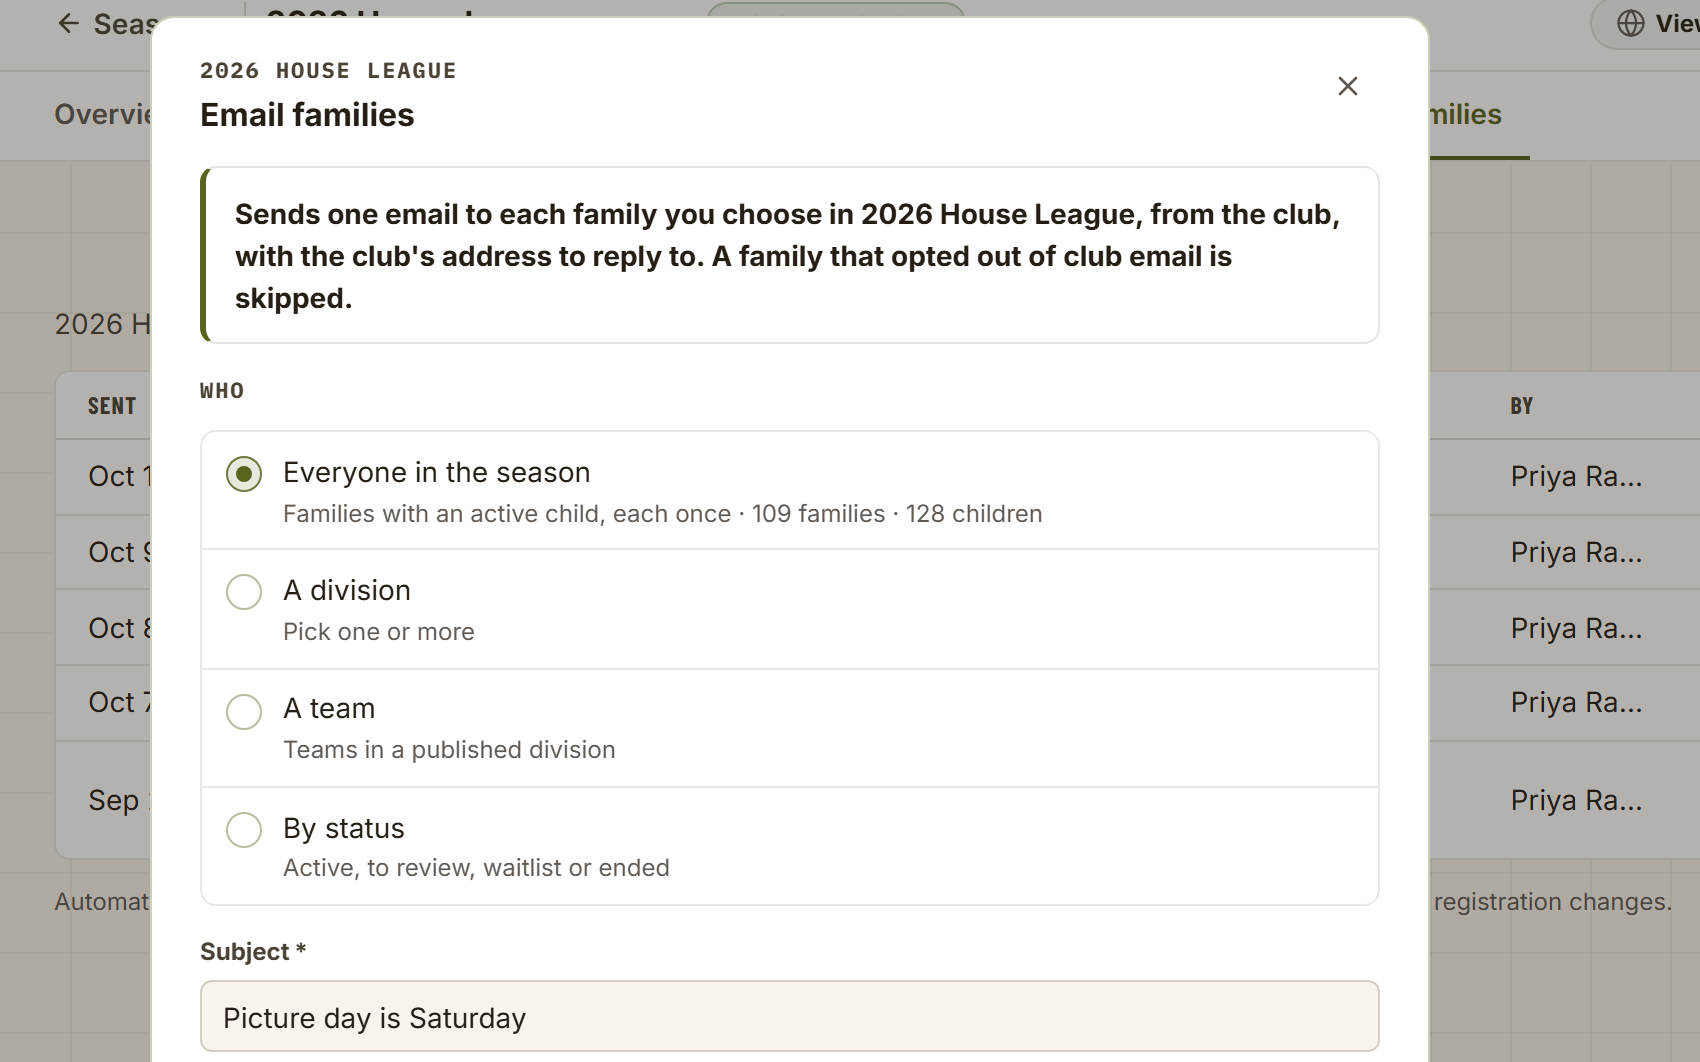 Seas
View
Overvie
milies
2026 HOUSE LEAGUE
Email families
Sends one email to each family you choose in 2026 House League, from the club,
with the club's address to reply to. A family that opted out of club email is
skipped.
2026 H
WHO
SENT
BY
Everyone in the season
Families with an active child, each once · 109 families · 128 children
Oct 1
Priya Ra...
Oct 9
Priya Ra...
A division
Pick one or more
Oct 8
Priya Ra...
A team
Teams in a published division
Oct 7
Priya Ra...
By status
Active, to review, waitlist or ended
Sep
Priya Ra...
Automat
registration changes.
Subject *
Picture day is Saturday